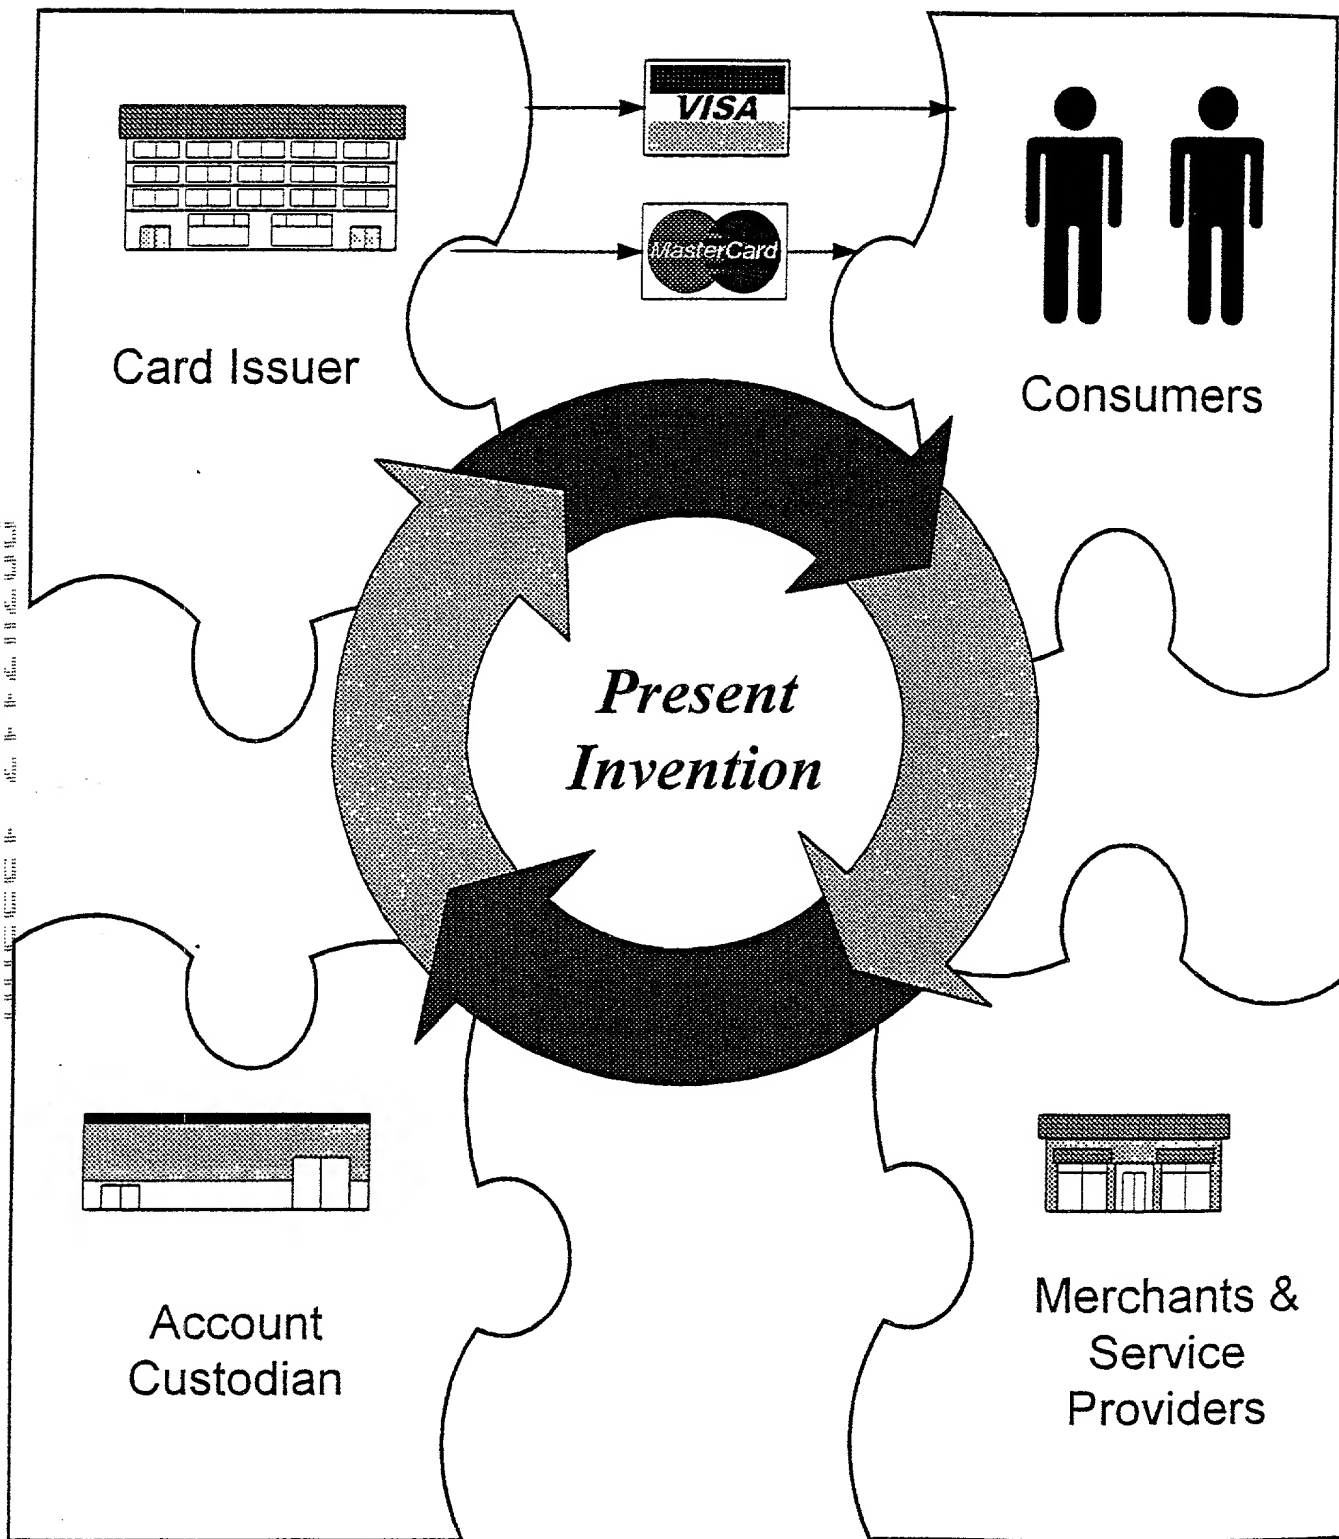 VISA
MasterCard
Card Issuer
Consumers
Present
Invention
Account
Custodian
Merchants &
Service
Providers